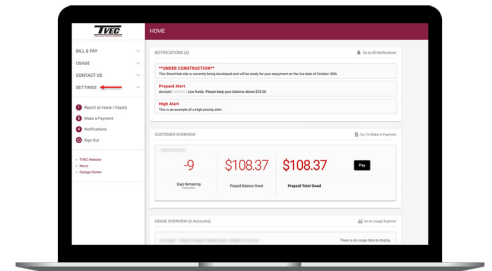 TVEC
HOME
BILL & PAY
USAGE
CONTACT US
SETTINGS
Report an Issue / Inquiry
Make a Payment
Notifications
Sign Out
TVEC Website
News
Outage Center
NOTIFICATIONS (4)
Go to All Notifications
**UNDER CONSTRUCTION**
This SmartHub site is currently being developed and will be ready for your enjoyment on the live date of October 30th.
Prepaid Alert
Account Low funds. Please keep your balance above $25.00.
High Alert
This is an example of a high priority alert.
CUSTOMER OVERVIEW
Go To Make A Payment
-9
$108.37
$108.37
Pay
Days Remaining
Prepaid Balance Owed
Prepaid Total Owed
USAGE OVERVIEW (0 Accounts)
Go to Usage Explorer
There is no usage data to display.